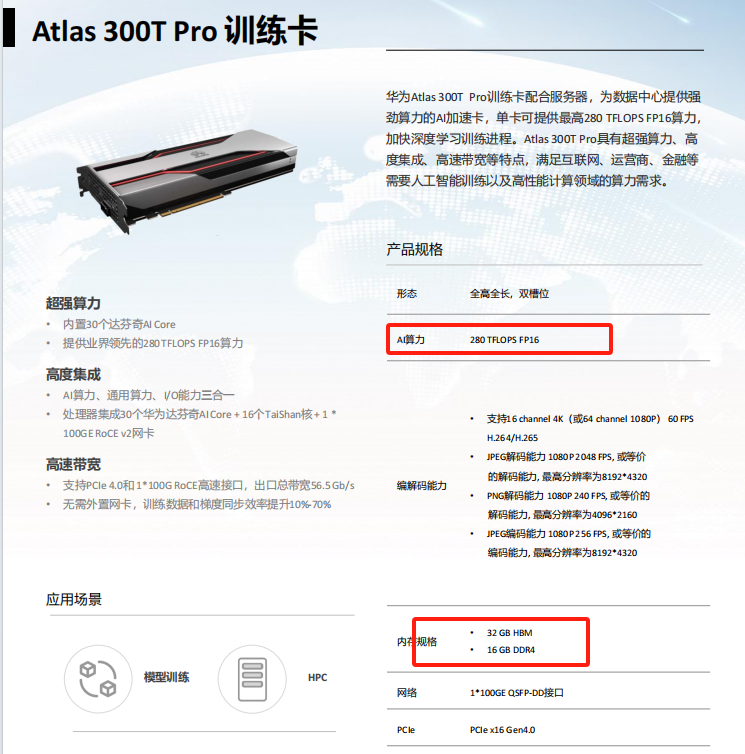 Atlas 300T Pro 训练卡
华为Atlas 300T Pro训练卡配合服务器，为数据中心提供强
劲算力的AI加速卡，单卡可提供最高280 TFLOPS FP16算力，
加快深度学习训练进程。Atlas 300T Pro具有超强算力、高
度集成、高速带宽等特点，满足互联网、运营商、金融等
需要人工智能训练以及高性能计算领域的算力需求。
超强算力
• 内置30个达芬奇AI Core
• 提供业界领先的280 TFLOPS FP16算力
高度集成
• AI算力、通用算力、I/O能力三合一
• 处理器集成30个华为达芬奇AI Core + 16个TaiShan核 + 1 *
100GE RoCE v2网卡
高速带宽
• 支持PCIe 4.0和1*100G RoCE高速接口，出口总带宽56.5 Gb/s
• 无需外置网卡，训练数据和梯度同步效率提升10%-70%
应用场景
模型训练
HPC
产品规格
形态 全高全长，双槽位
AI算力 280 TFLOPS FP16
编解码能力
• 支持16 channel 4K（或64 channel 1080P） 60 FPS
H.264/H.265
• JPEG解码能力 1080P 2048 FPS, 或等价
的解码能力, 最高分辨率为8192*4320
• PNG解码能力 1080P 240 FPS, 或等价的
解码能力, 最高分辨率为4096*2160
• JPEG编码能力 1080P 256 FPS, 或等价的
编码能力, 最高分辨率为8192*4320
内存规格
• 32 GB HBM
• 16 GB DDR4
网络 1*100GE QSFP-DD接口
PCIe PCIe x16 Gen4.0